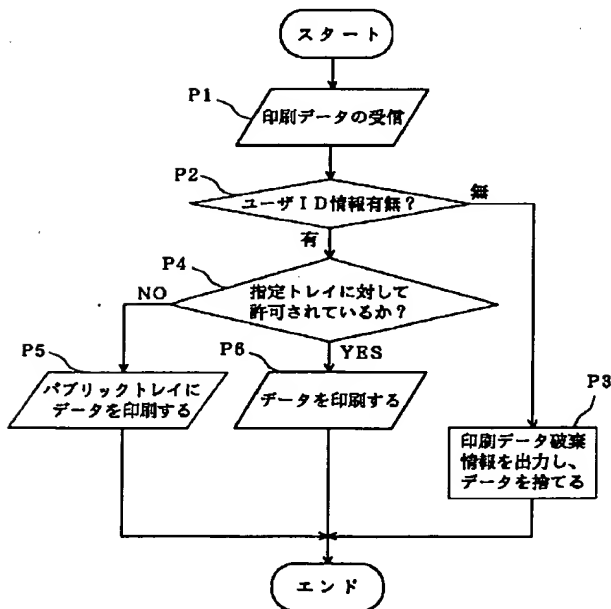 スタート
P1
印刷データの受信
P2
ユーザID情報有無?
無
有
P4
指定トレイに対して
許可されているか?
NO
YES
P5
パブリックトレイに
データを印刷する
P6
データを印刷する
P3
印刷データ破棄
情報を出力し、
データを捨てる
エンド